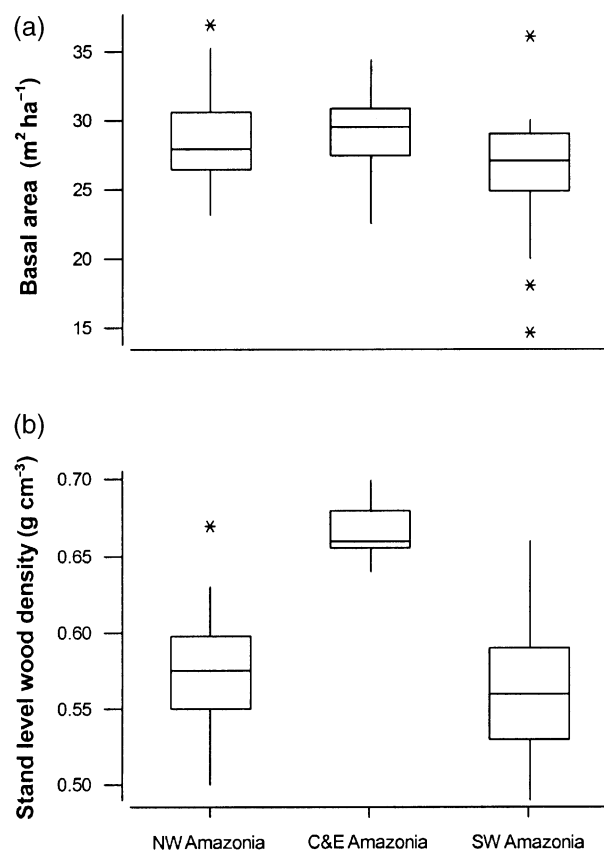 (a)
Basal area (m² ha⁻¹)
35
30
25
20
15
(b)
Stand level wood density (g cm⁻³)
0.70
0.65
0.60
0.55
0.50
NW Amazonia
C&E Amazonia
SW Amazonia